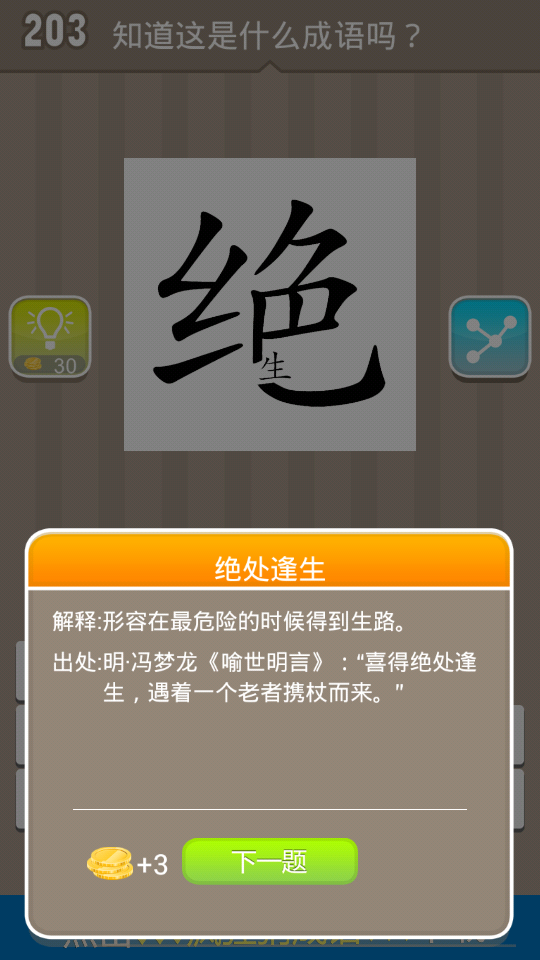 203 知道这是什么成语吗？
绝
生
30
绝处逢生
解释:形容在最危险的时候得到生路。
出处:明·冯梦龙《喻世明言》：“喜得绝处逢
生，遇着一个老者携杖而来。”
+3 下一题